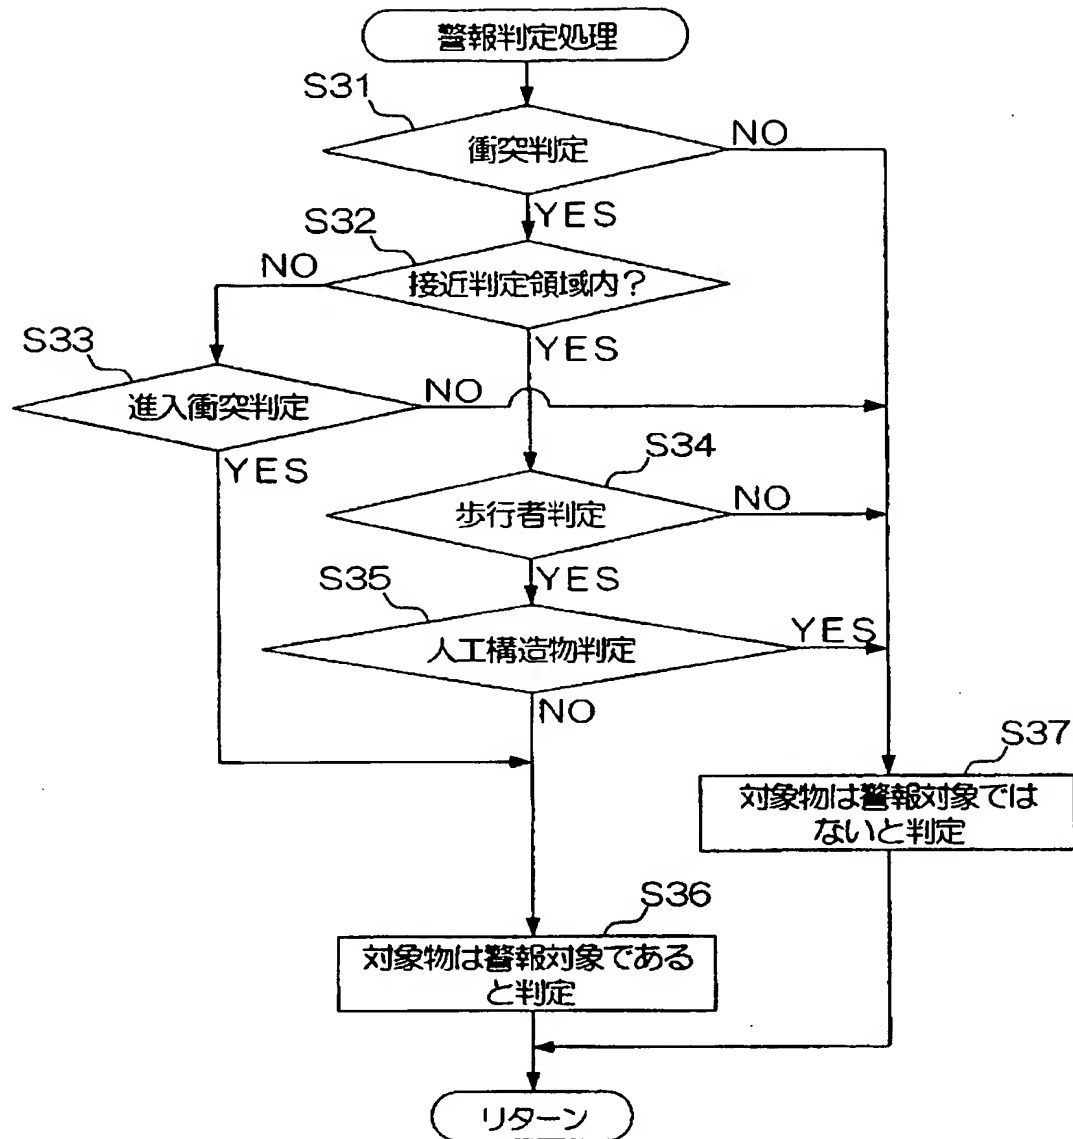 警報判定処理
S31
衝突判定
NO
YES
S32
接近判定領域内?
NO
YES
S33
進入衝突判定
NO
YES
S34
歩行者判定
NO
YES
S35
人工構造物判定
YES
NO
S37
対象物は警報対象では
ないと判定
S36
対象物は警報対象である
と判定
リターン